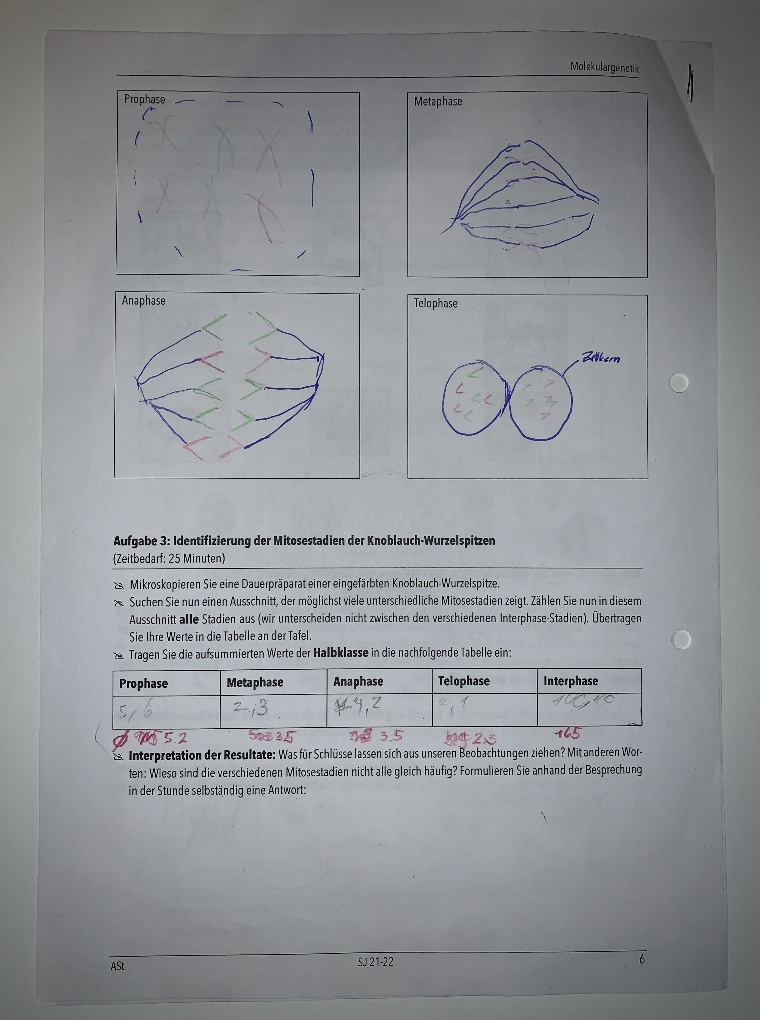 Molekulargenetik
Prophase
Metaphase
Anaphase
Telophase
Zellkern
Aufgabe 3: Identifizierung der Mitosestadien der Knoblauch-Wurzelspitzen
(Zeitbedarf: 25 Minuten)
Mikroskopieren Sie eine Dauerpräparat einer eingefärbten Knoblauch-Wurzelspitze.
Suchen Sie nun einen Ausschnitt, der möglichst viele unterschiedliche Mitosestadien zeigt. Zählen Sie nun in diesem
Ausschnitt alle Stadien aus (wir unterscheiden nicht zwischen den verschiedenen Interphase-Stadien). Übertragen
Sie Ihre Werte in die Tabelle an der Tafel.
Tragen Sie die aufsummierten Werte der Halbklasse in die nachfolgende Tabelle ein:
Prophase Metaphase Anaphase Telophase Interphase
5, 6 2,3 4,2 2,1
Ø 5.2 3.5 3.5 2.3 165
Interpretation der Resultate: Was für Schlüsse lassen sich aus unseren Beobachtungen ziehen? Mit anderen Wor-
ten: Wieso sind die verschiedenen Mitosestadien nicht alle gleich häufig? Formulieren Sie anhand der Besprechung
in der Stunde selbständig eine Antwort:
ASt SJ 21-22 6